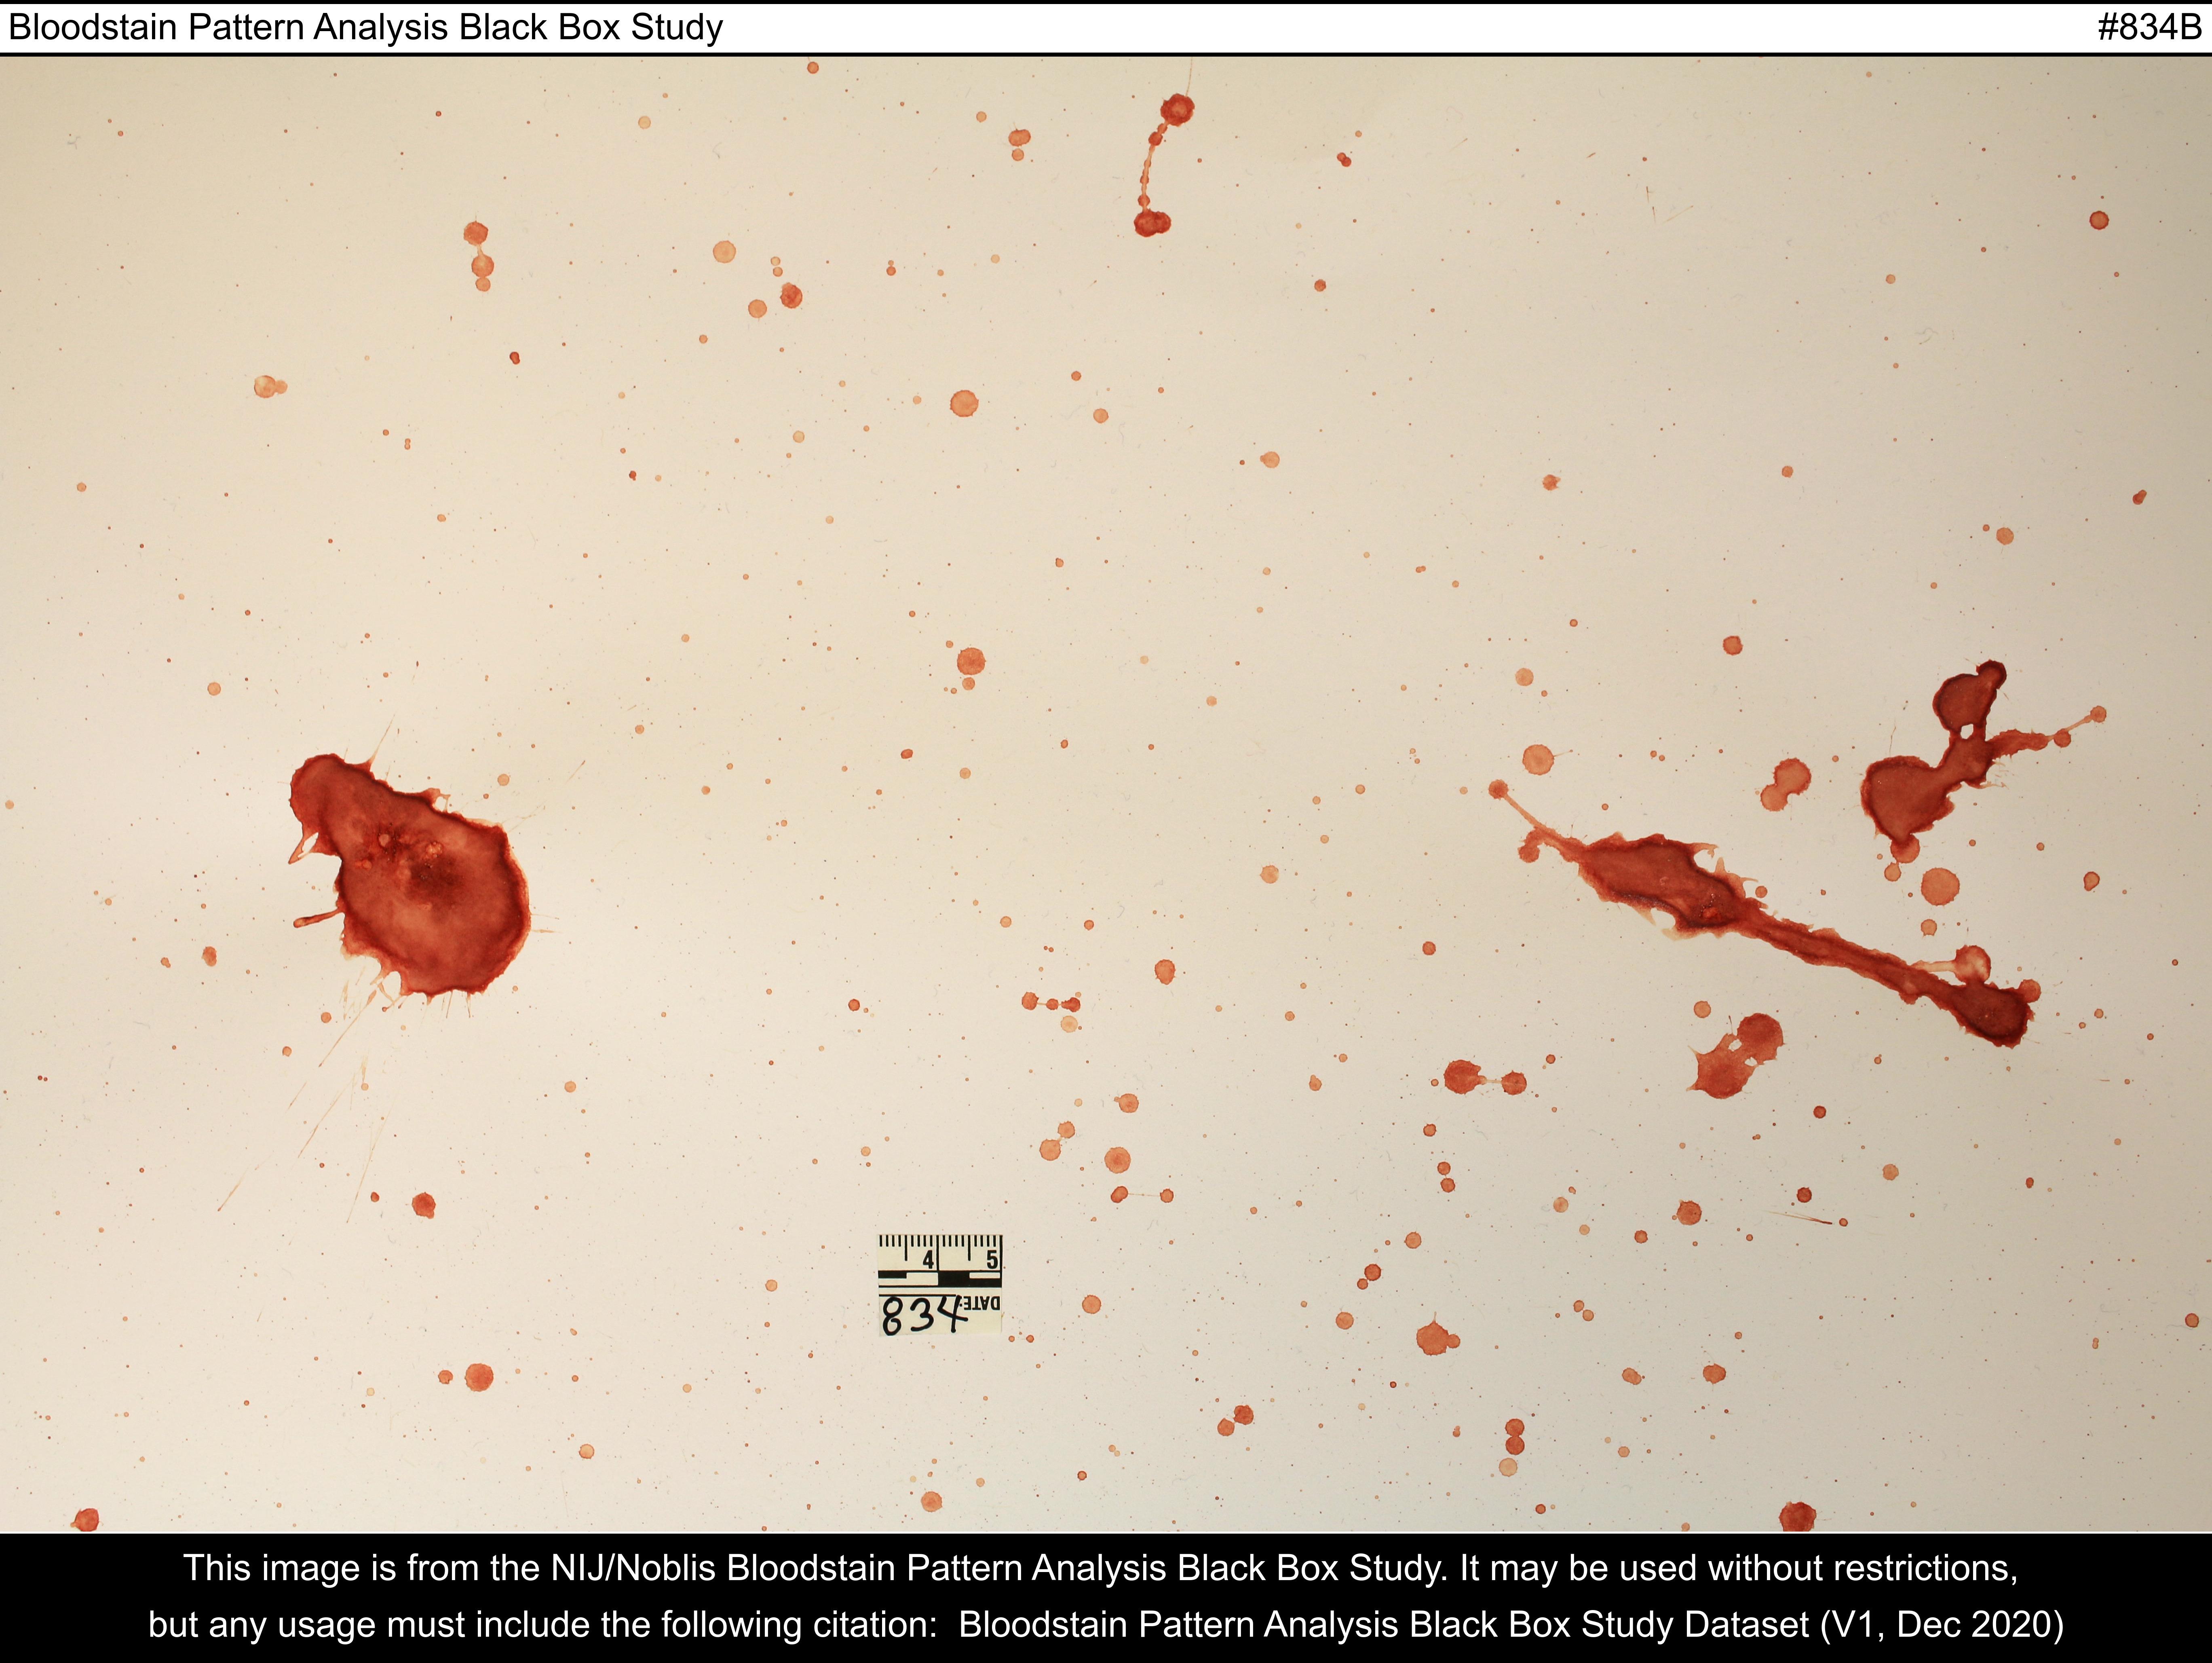 Bloodstain Pattern Analysis Black Box Study #834B
4 5
DATE:
834
This image is from the NIJ/Noblis Bloodstain Pattern Analysis Black Box Study. It may be used without restrictions,
but any usage must include the following citation:  Bloodstain Pattern Analysis Black Box Study Dataset (V1, Dec 2020)